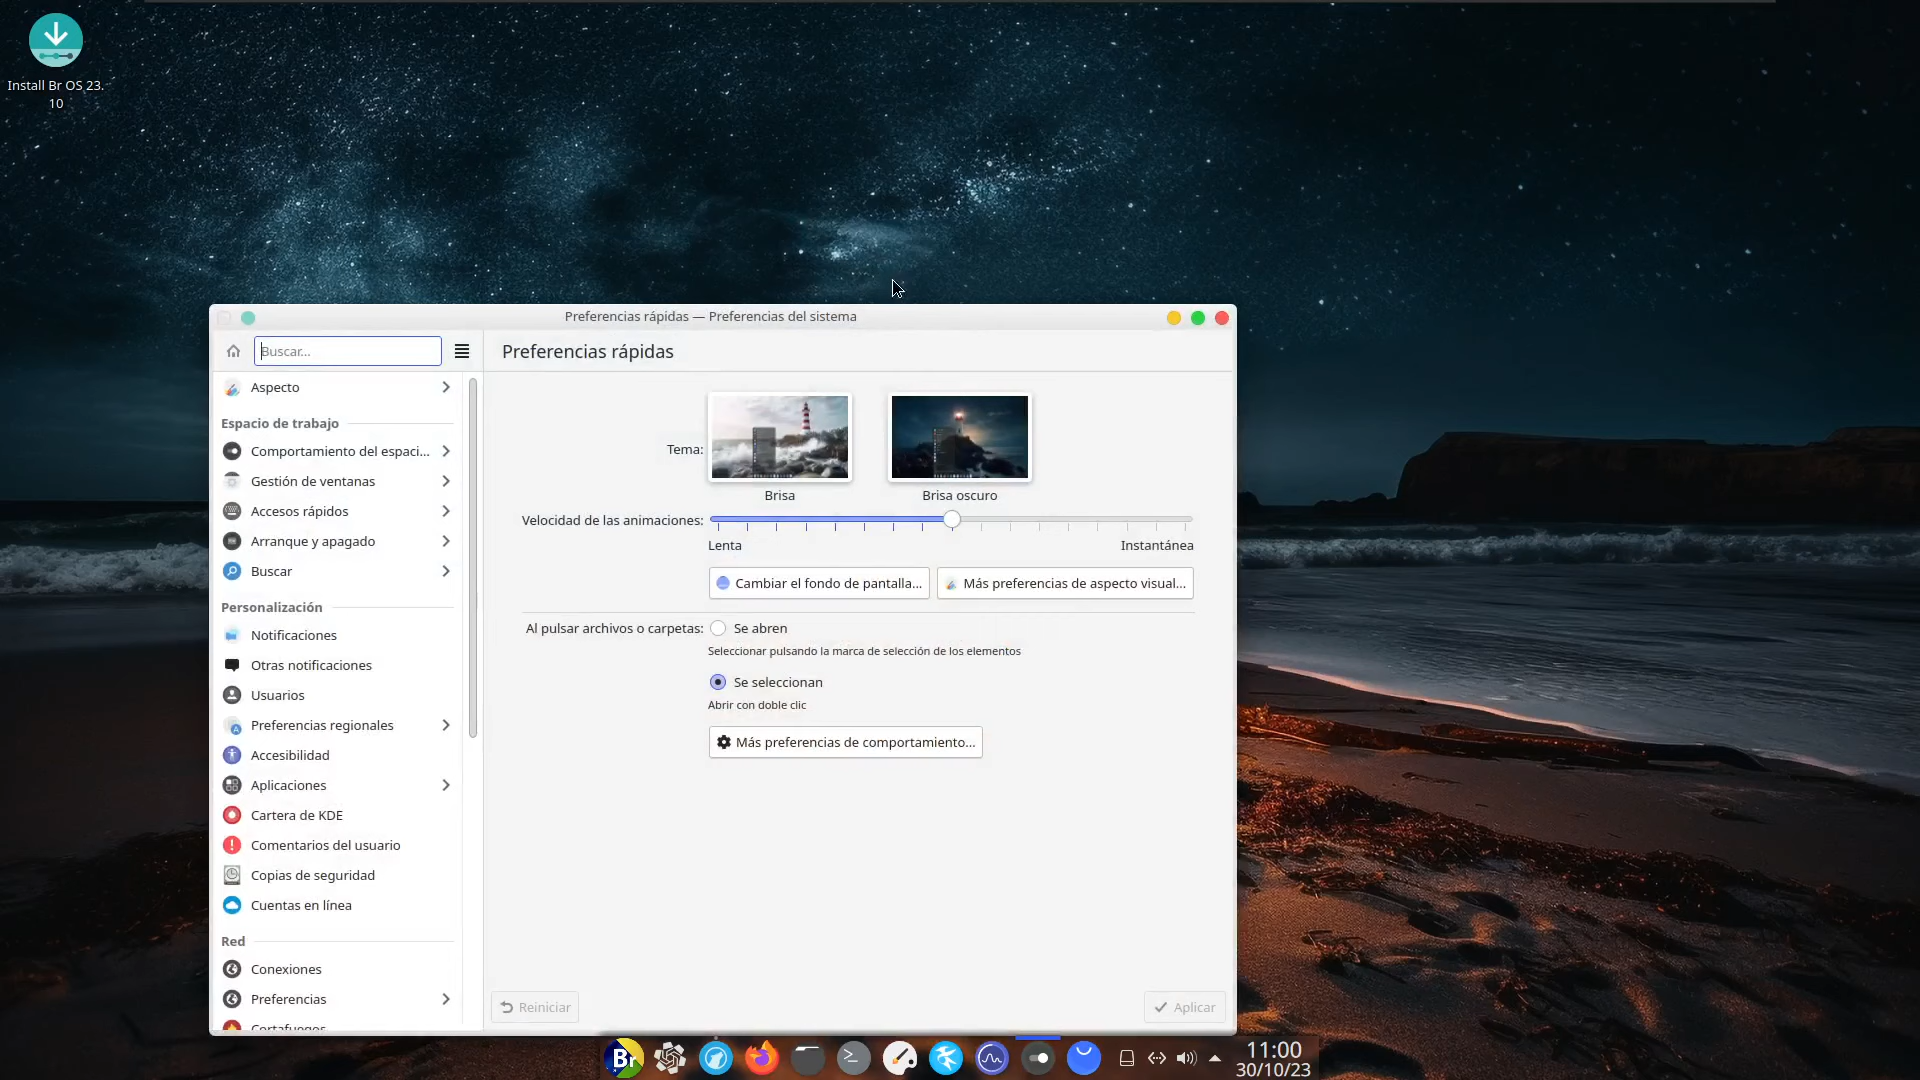 Install Br OS 23.
10
Preferencias rápidas — Preferencias del sistema
Buscar...
Preferencias rápidas
Aspecto
Espacio de trabajo
Comportamiento del espaci...
Gestión de ventanas
Accesos rápidos
Arranque y apagado
Buscar
Personalización
Notificaciones
Otras notificaciones
Usuarios
Preferencias regionales
Accesibilidad
Aplicaciones
Cartera de KDE
Comentarios del usuario
Copias de seguridad
Cuentas en línea
Red
Conexiones
Preferencias
Cortafuegos
Tema:
Brisa
Brisa oscuro
Velocidad de las animaciones:
Lenta
Instantánea
Cambiar el fondo de pantalla...
Más preferencias de aspecto visual...
Al pulsar archivos o carpetas:
Se abren
Seleccionar pulsando la marca de selección de los elementos
Se seleccionan
Abrir con doble clic
Más preferencias de comportamiento...
Reiniciar
Aplicar
Br
11:00
30/10/23